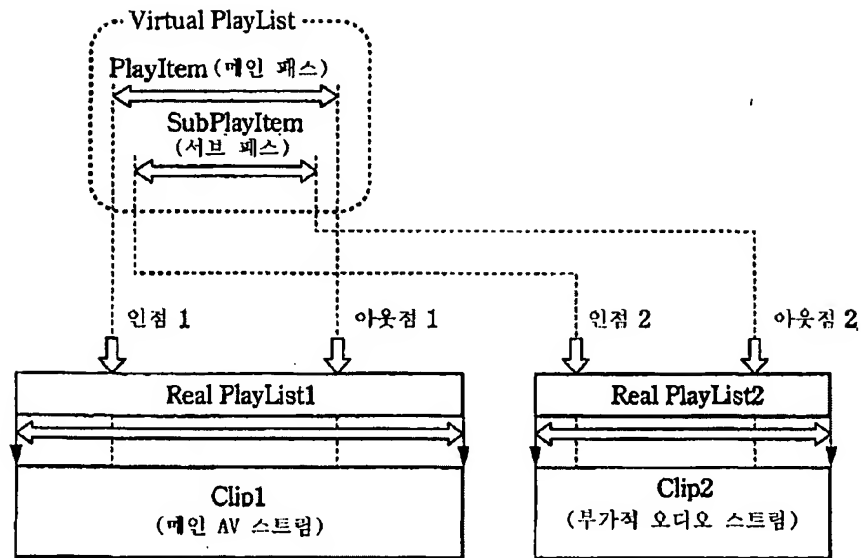 Virtual PlayList
PlayItem (메인 패스)
SubPlayItem
(서브 패스)
인점 1
아웃점 1
인점 2
아웃점 2
Real PlayList1
Real PlayList2
Clip1
(메인 AV 스트림)
Clip2
(부가적 오디오 스트림)